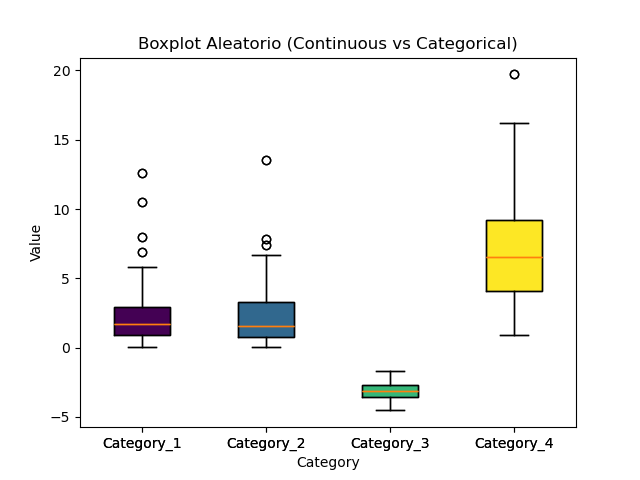 Boxplot Aleatorio (Continuous vs Categorical)
20
15
10
5
0
−5
Value
Category_1
Category_2
Category_3
Category_4
Category